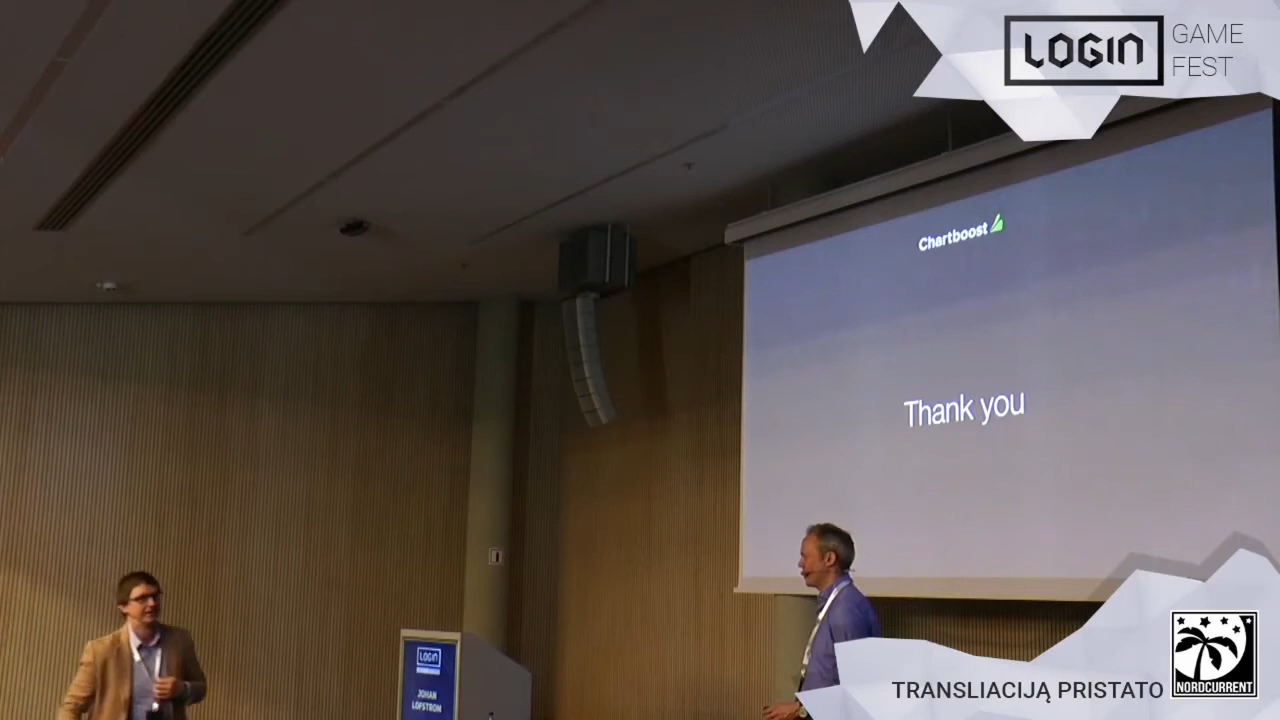 LOGIN
GAME
FEST
Chartboost
Thank you
LOGIN
JOHAN
LOFSTROM
TRANSLIACIJĄ PRISTATO
NORDCURRENT